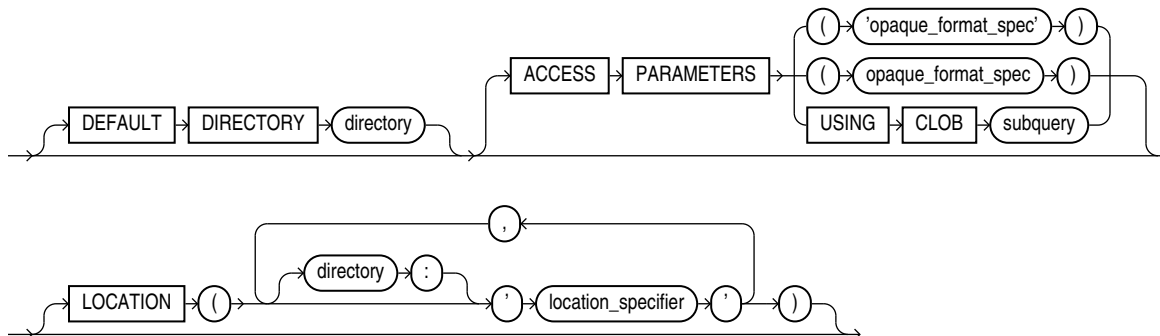 ( 'opaque_format_spec' )
ACCESS PARAMETERS ( opaque_format_spec )
DEFAULT DIRECTORY directory USING CLOB subquery
,
directory :
LOCATION ( ' location_specifier ' )